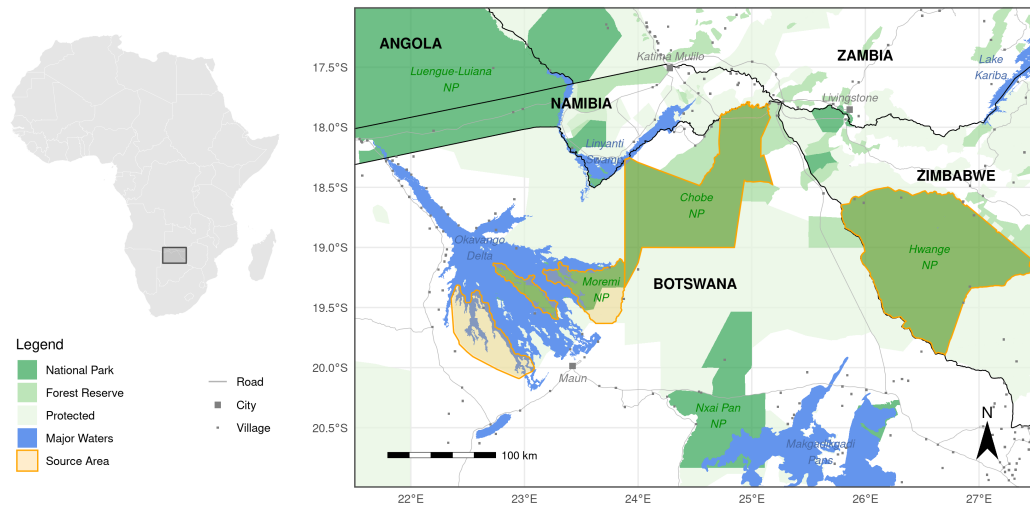 ANGOLA
Luengue-Luiana
NP
NAMIBIA
Katima Mulilo
ZAMBIA
Lake
Kariba
Livingstone
Linyanti
Swamp
ZIMBABWE
Chobe
NP
Okavango
Delta
Hwange
NP
Moremi
NP
BOTSWANA
Maun
Nxai Pan
NP
Makgadikgadi
Pans
N
100 km
17.5°S
18.0°S
18.5°S
19.0°S
19.5°S
20.0°S
20.5°S
22°E
23°E
24°E
25°E
26°E
27°E
Legend
National Park
Forest Reserve
Protected
Major Waters
Source Area
Road
City
Village